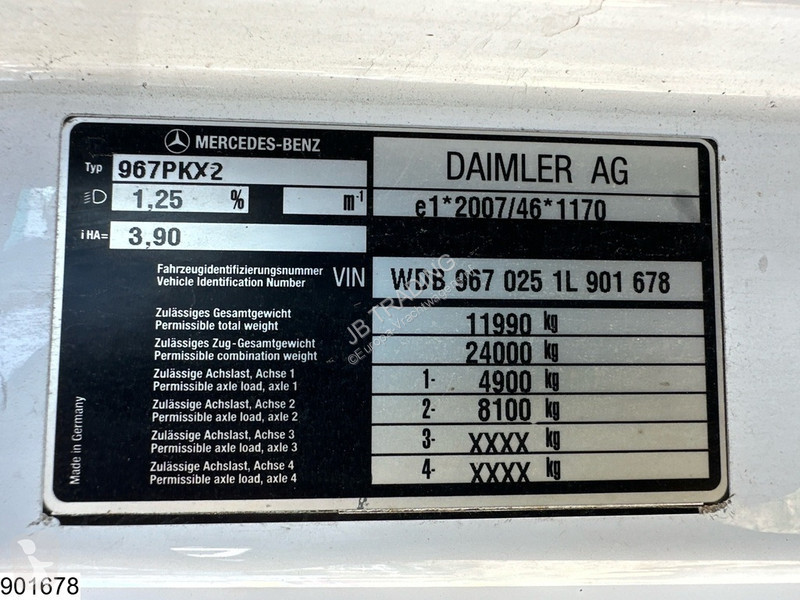 MERCEDES-BENZ
DAIMLER AG
Typ 967PKX2
1,25 % m-1
e1*2007/46*1170
i HA= 3,90
Fahrzeugidentifizierungsnummer
Vehicle Identification Number
VIN WDB 967 025 1L 901 678
Zulässiges Gesamtgewicht
Permissible total weight
11990 kg
Zulässiges Zug-Gesamtgewicht
Permissible combination weight
24000 kg
Zulässige Achslast, Achse 1
Permissible axle load, axle 1
1- 4900 kg
Zulässige Achslast, Achse 2
Permissible axle load, axle 2
2- 8100 kg
Zulässige Achslast, Achse 3
Permissible axle load, axle 3
3- XXXX kg
Zulässige Achslast, Achse 4
Permissible axle load, axle 4
4- XXXX kg
Made in Germany
JB TRADING
901678